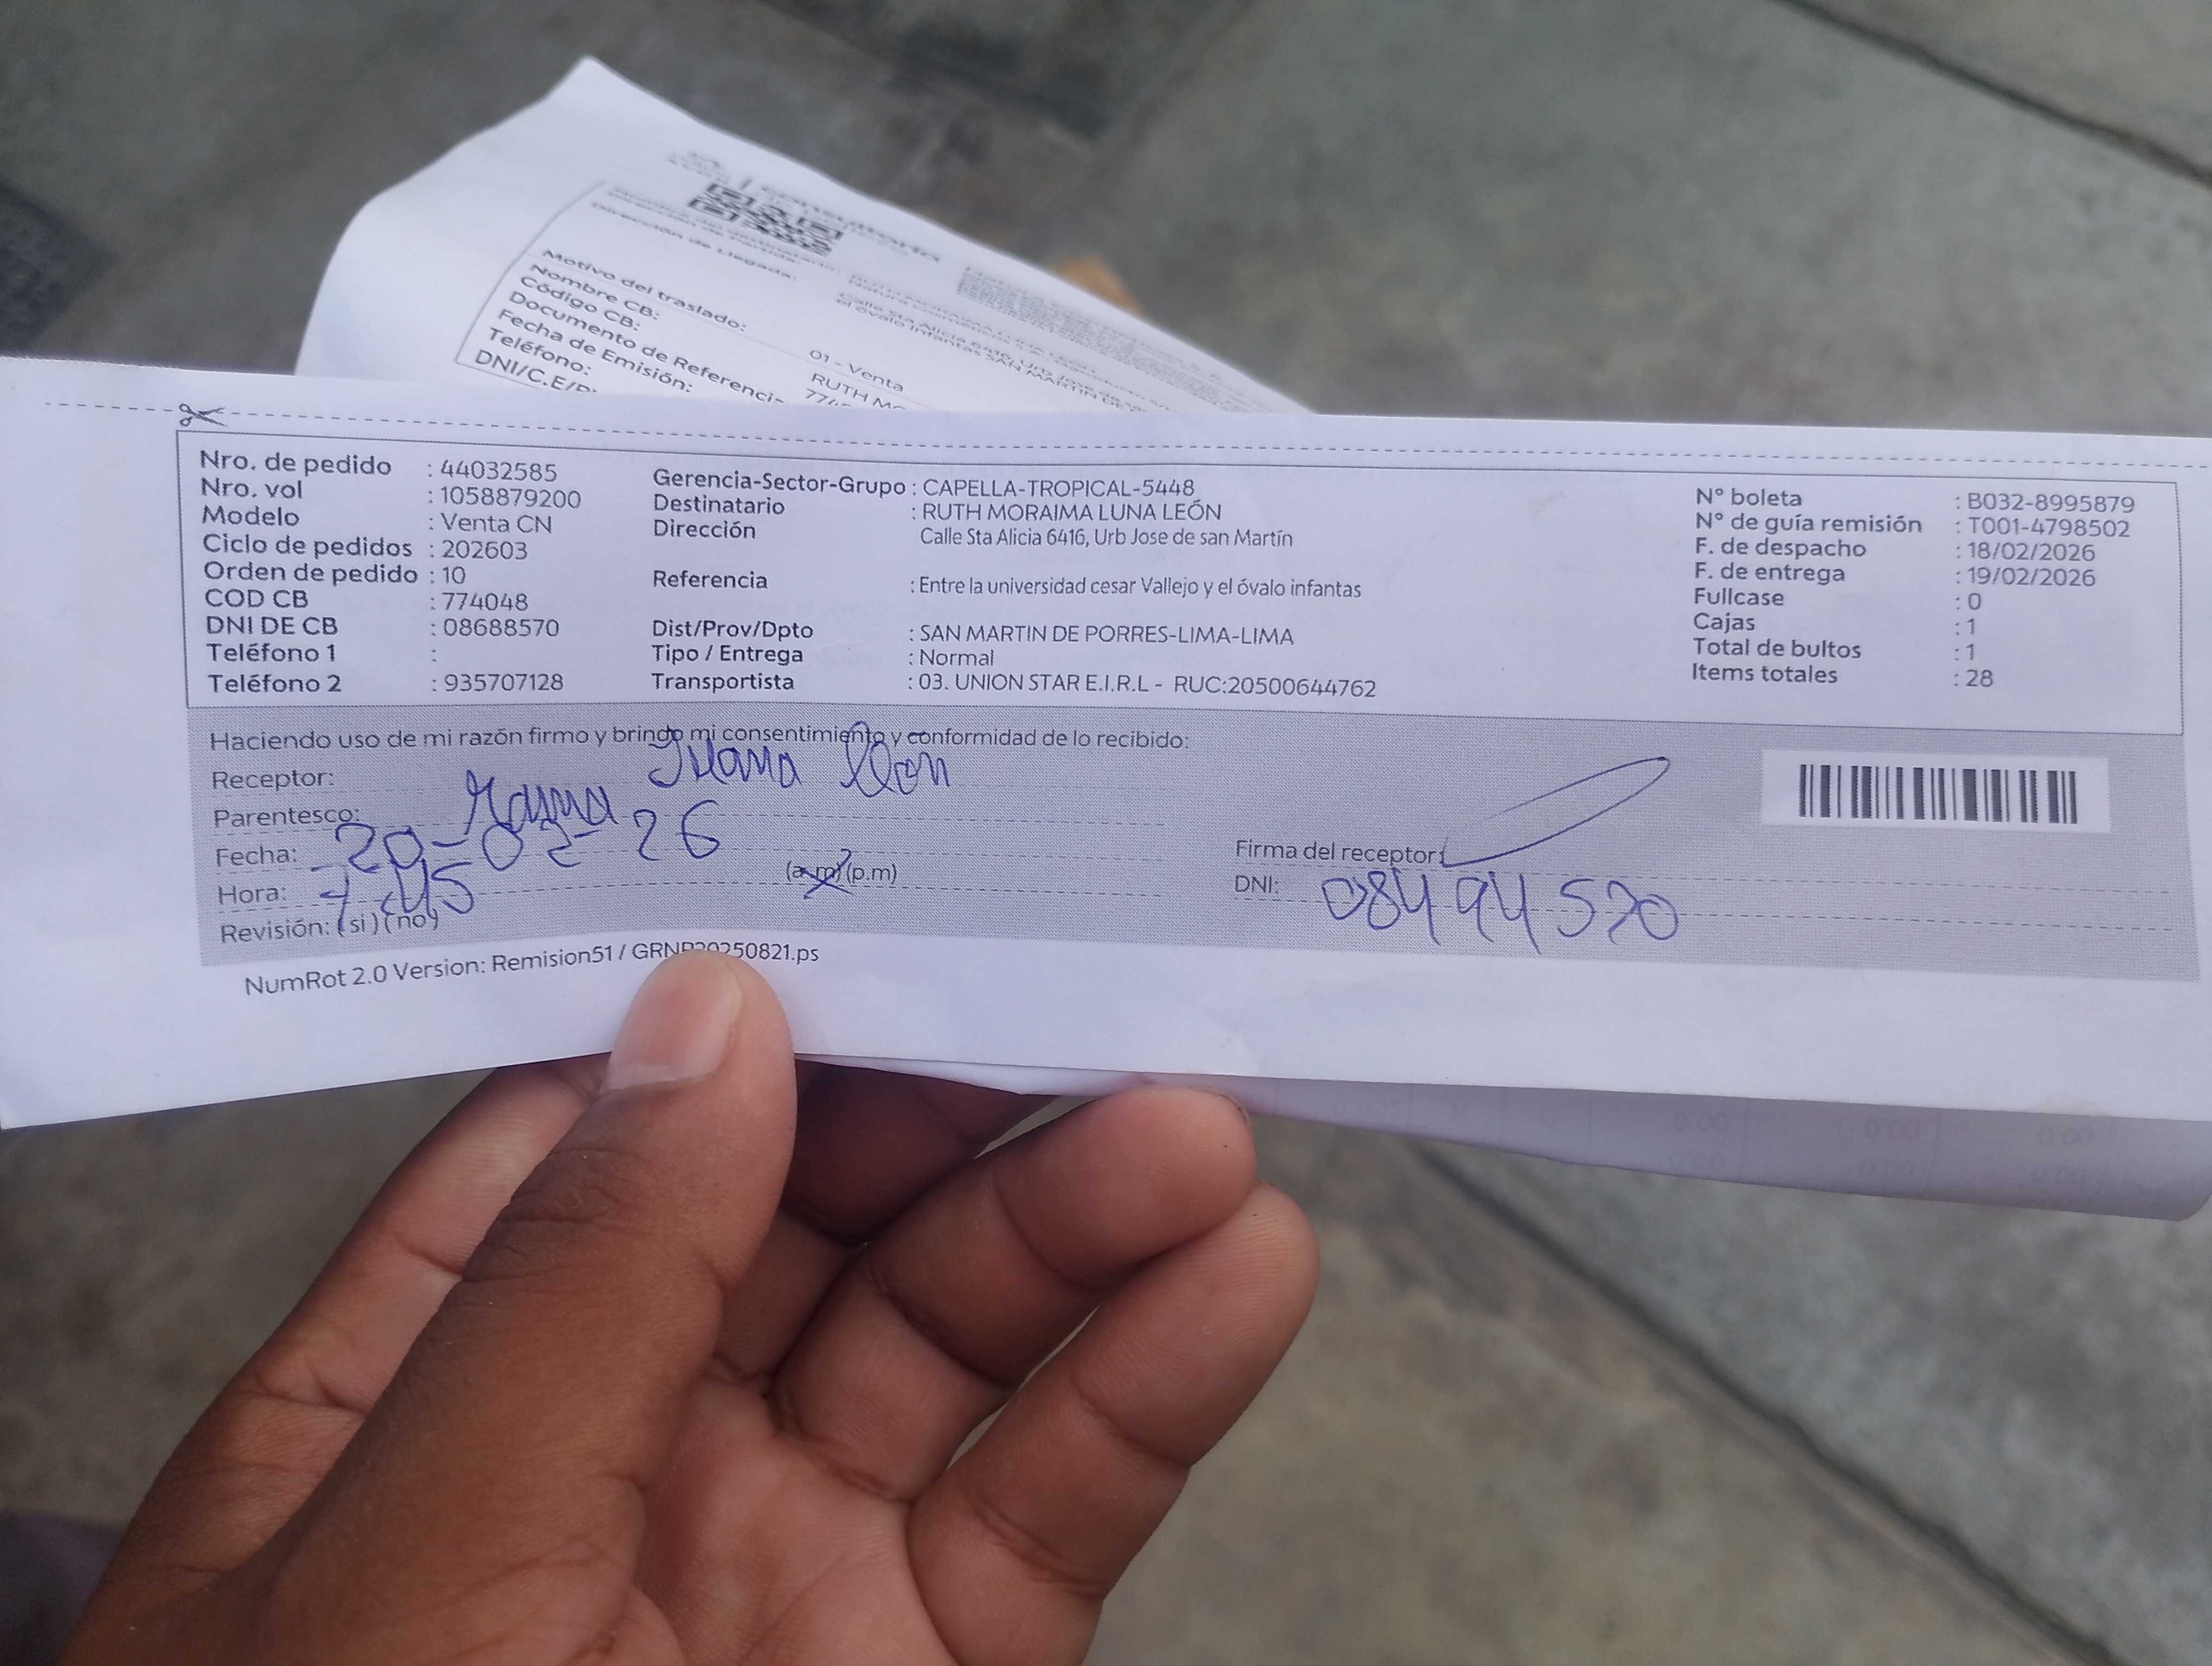 Motivo del traslado: 01 - Venta
Nombre CB: RUTH
Código CB:
Documento de Referencia
Fecha de Emisión:
Teléfono:
Nro. de pedido : 44032585
Nro. vol : 1058879200
Modelo : Venta CN
Ciclo de pedidos : 202603
Orden de pedido : 10
COD CB : 774048
DNI DE CB : 08688570
Teléfono 1 :
Teléfono 2 : 935707128
Gerencia-Sector-Grupo : CAPELLA-TROPICAL-5448
Destinatario : RUTH MORAIMA LUNA LEÓN
Dirección Calle Sta Alicia 6416, Urb Jose de san Martín
Referencia : Entre la universidad cesar Vallejo y el óvalo infantas
Dist/Prov/Dpto : SAN MARTIN DE PORRES-LIMA-LIMA
Tipo / Entrega : Normal
Transportista : 03. UNION STAR E.I.R.L - RUC:20500644762
N° boleta : B032-8995879
N° de guía remisión : T001-4798502
F. de despacho : 18/02/2026
F. de entrega : 19/02/2026
Fullcase : 0
Cajas : 1
Total de bultos : 1
Items totales : 28
Haciendo uso de mi razón firmo y brindo mi consentimiento y conformidad de lo recibido:
Receptor: León
Parentesco: Mama
Fecha: 20-02-26
Hora: 7:45 (a.m) (p.m)
Revisión: (si) (no)
Firma del receptor:
DNI: 08494570
NumRot 2.0 Version: Remision51 / GRNP20250821.ps